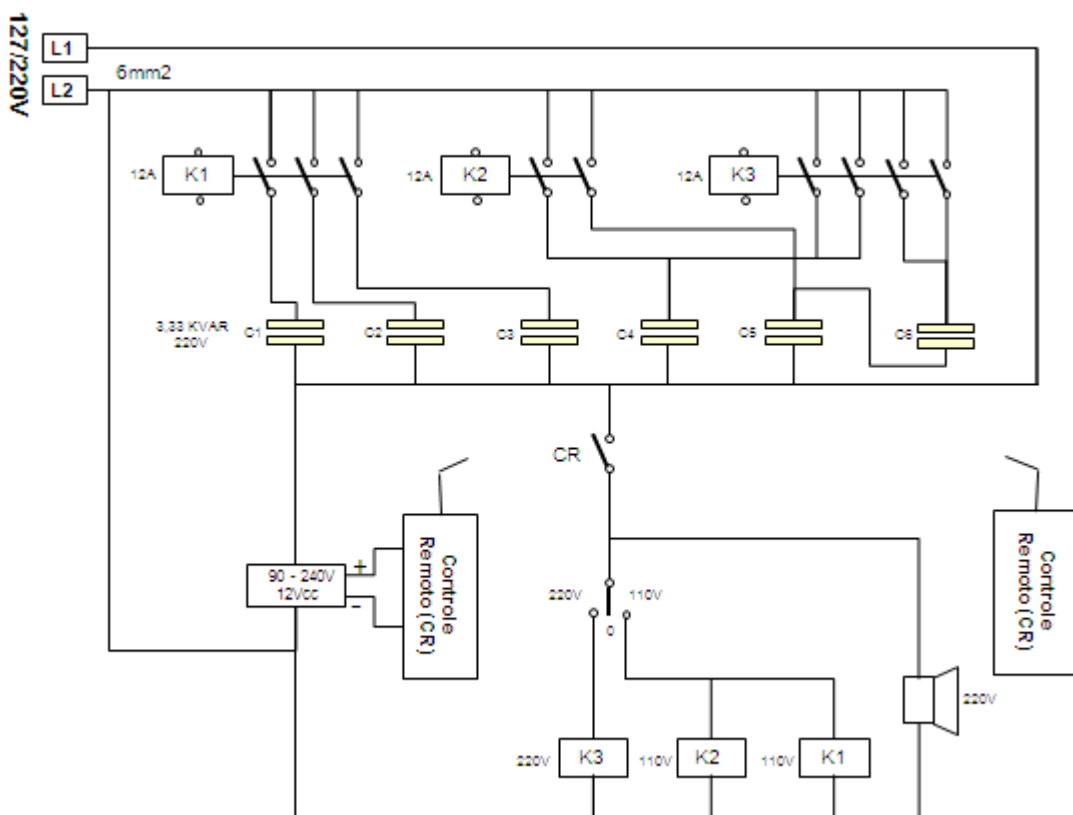 127/220V
L1
L2
6mm2
12A
K1
12A
K2
12A
K3
3,33 KVAR
220V
C1
C2
C3
C4
C5
C6
CR
90 - 240V
12Vcc
+
-
Controle
Remoto (CR)
Controle
Remoto (CR)
220V
110V
0
220V
K3
110V
K2
110V
K1
220V